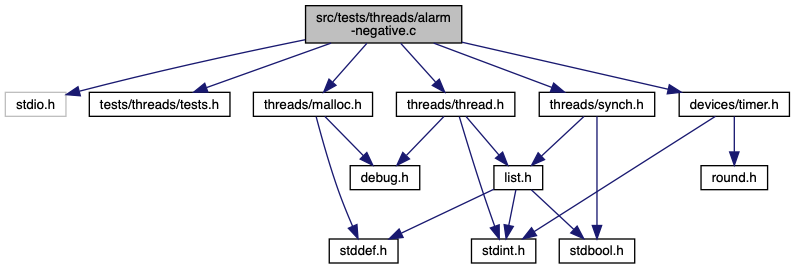 src/tests/threads/alarm
-negative.c
stdio.h
tests/threads/tests.h
threads/malloc.h
threads/thread.h
threads/synch.h
devices/timer.h
debug.h
list.h
round.h
stddef.h
stdint.h
stdbool.h